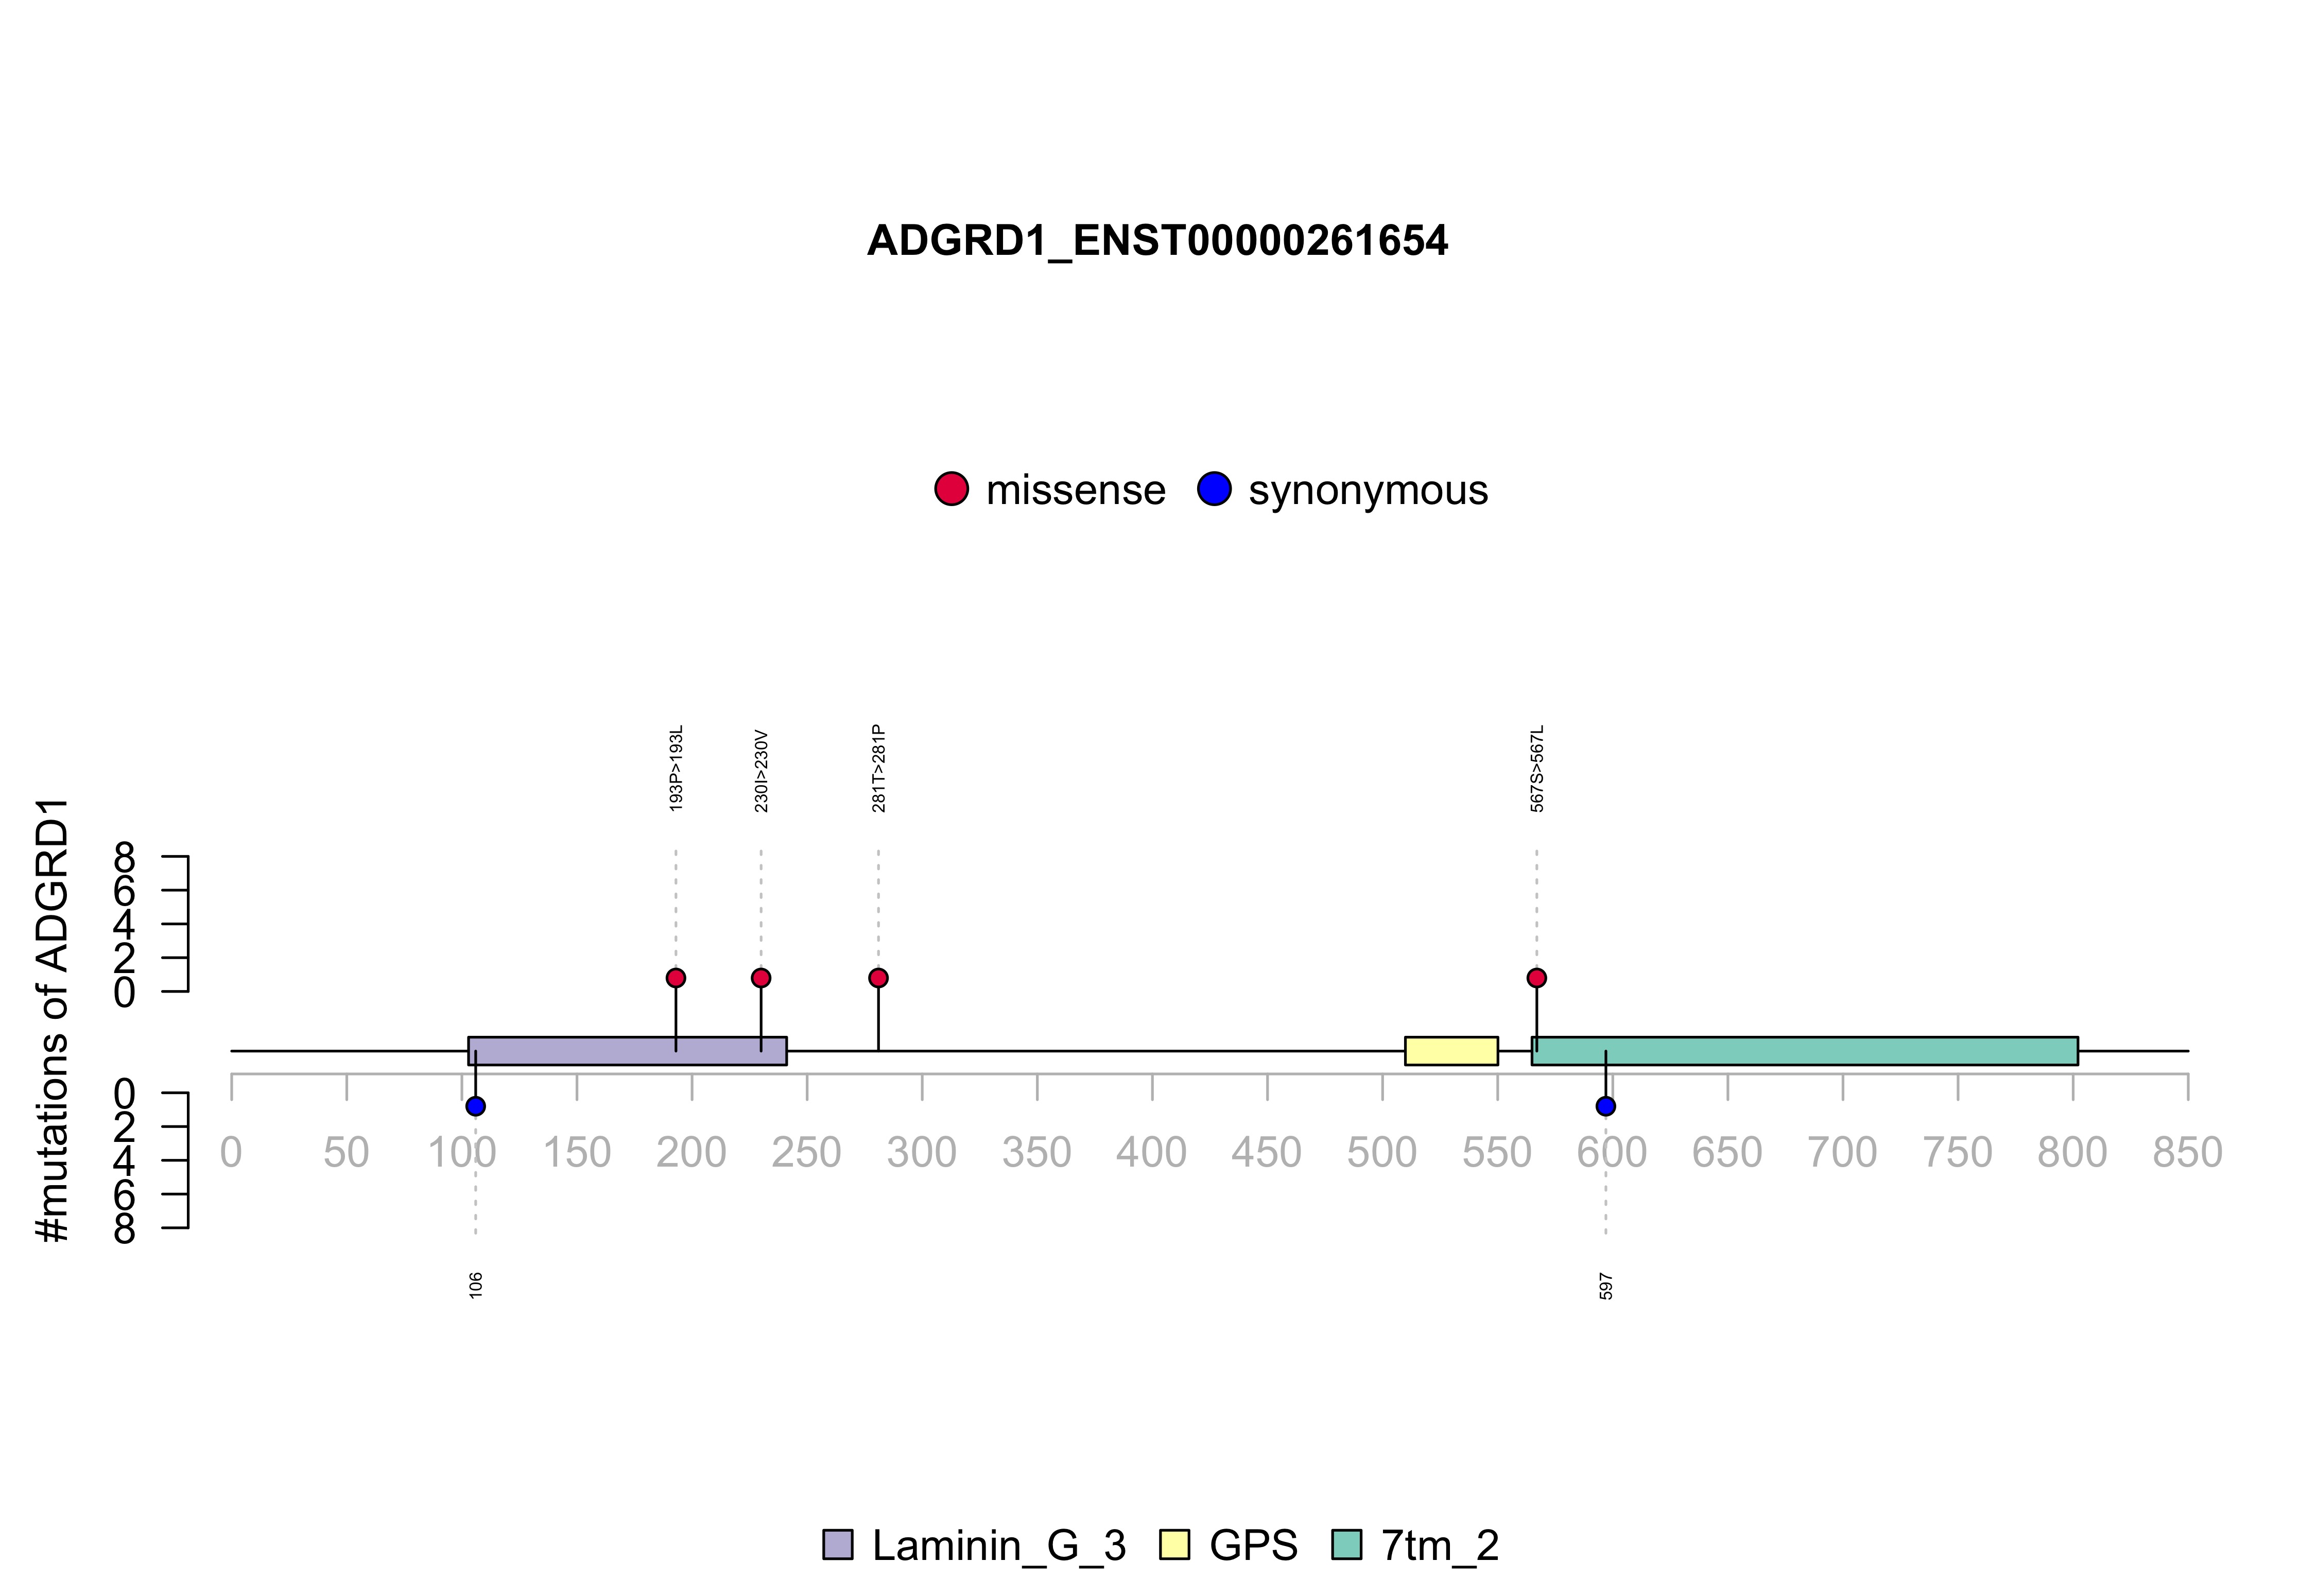 ADGRD1_ENST00000261654
missense synonymous
193P>193L 230I>230V 281T>281P 567S>567L
#mutations of ADGRD1
8
6
4
2
0
0
2
4
6
8
0 50 100 150 200 250 300 350 400 450 500 550 600 650 700 750 800 850
106 597
Laminin_G_3 GPS 7tm_2